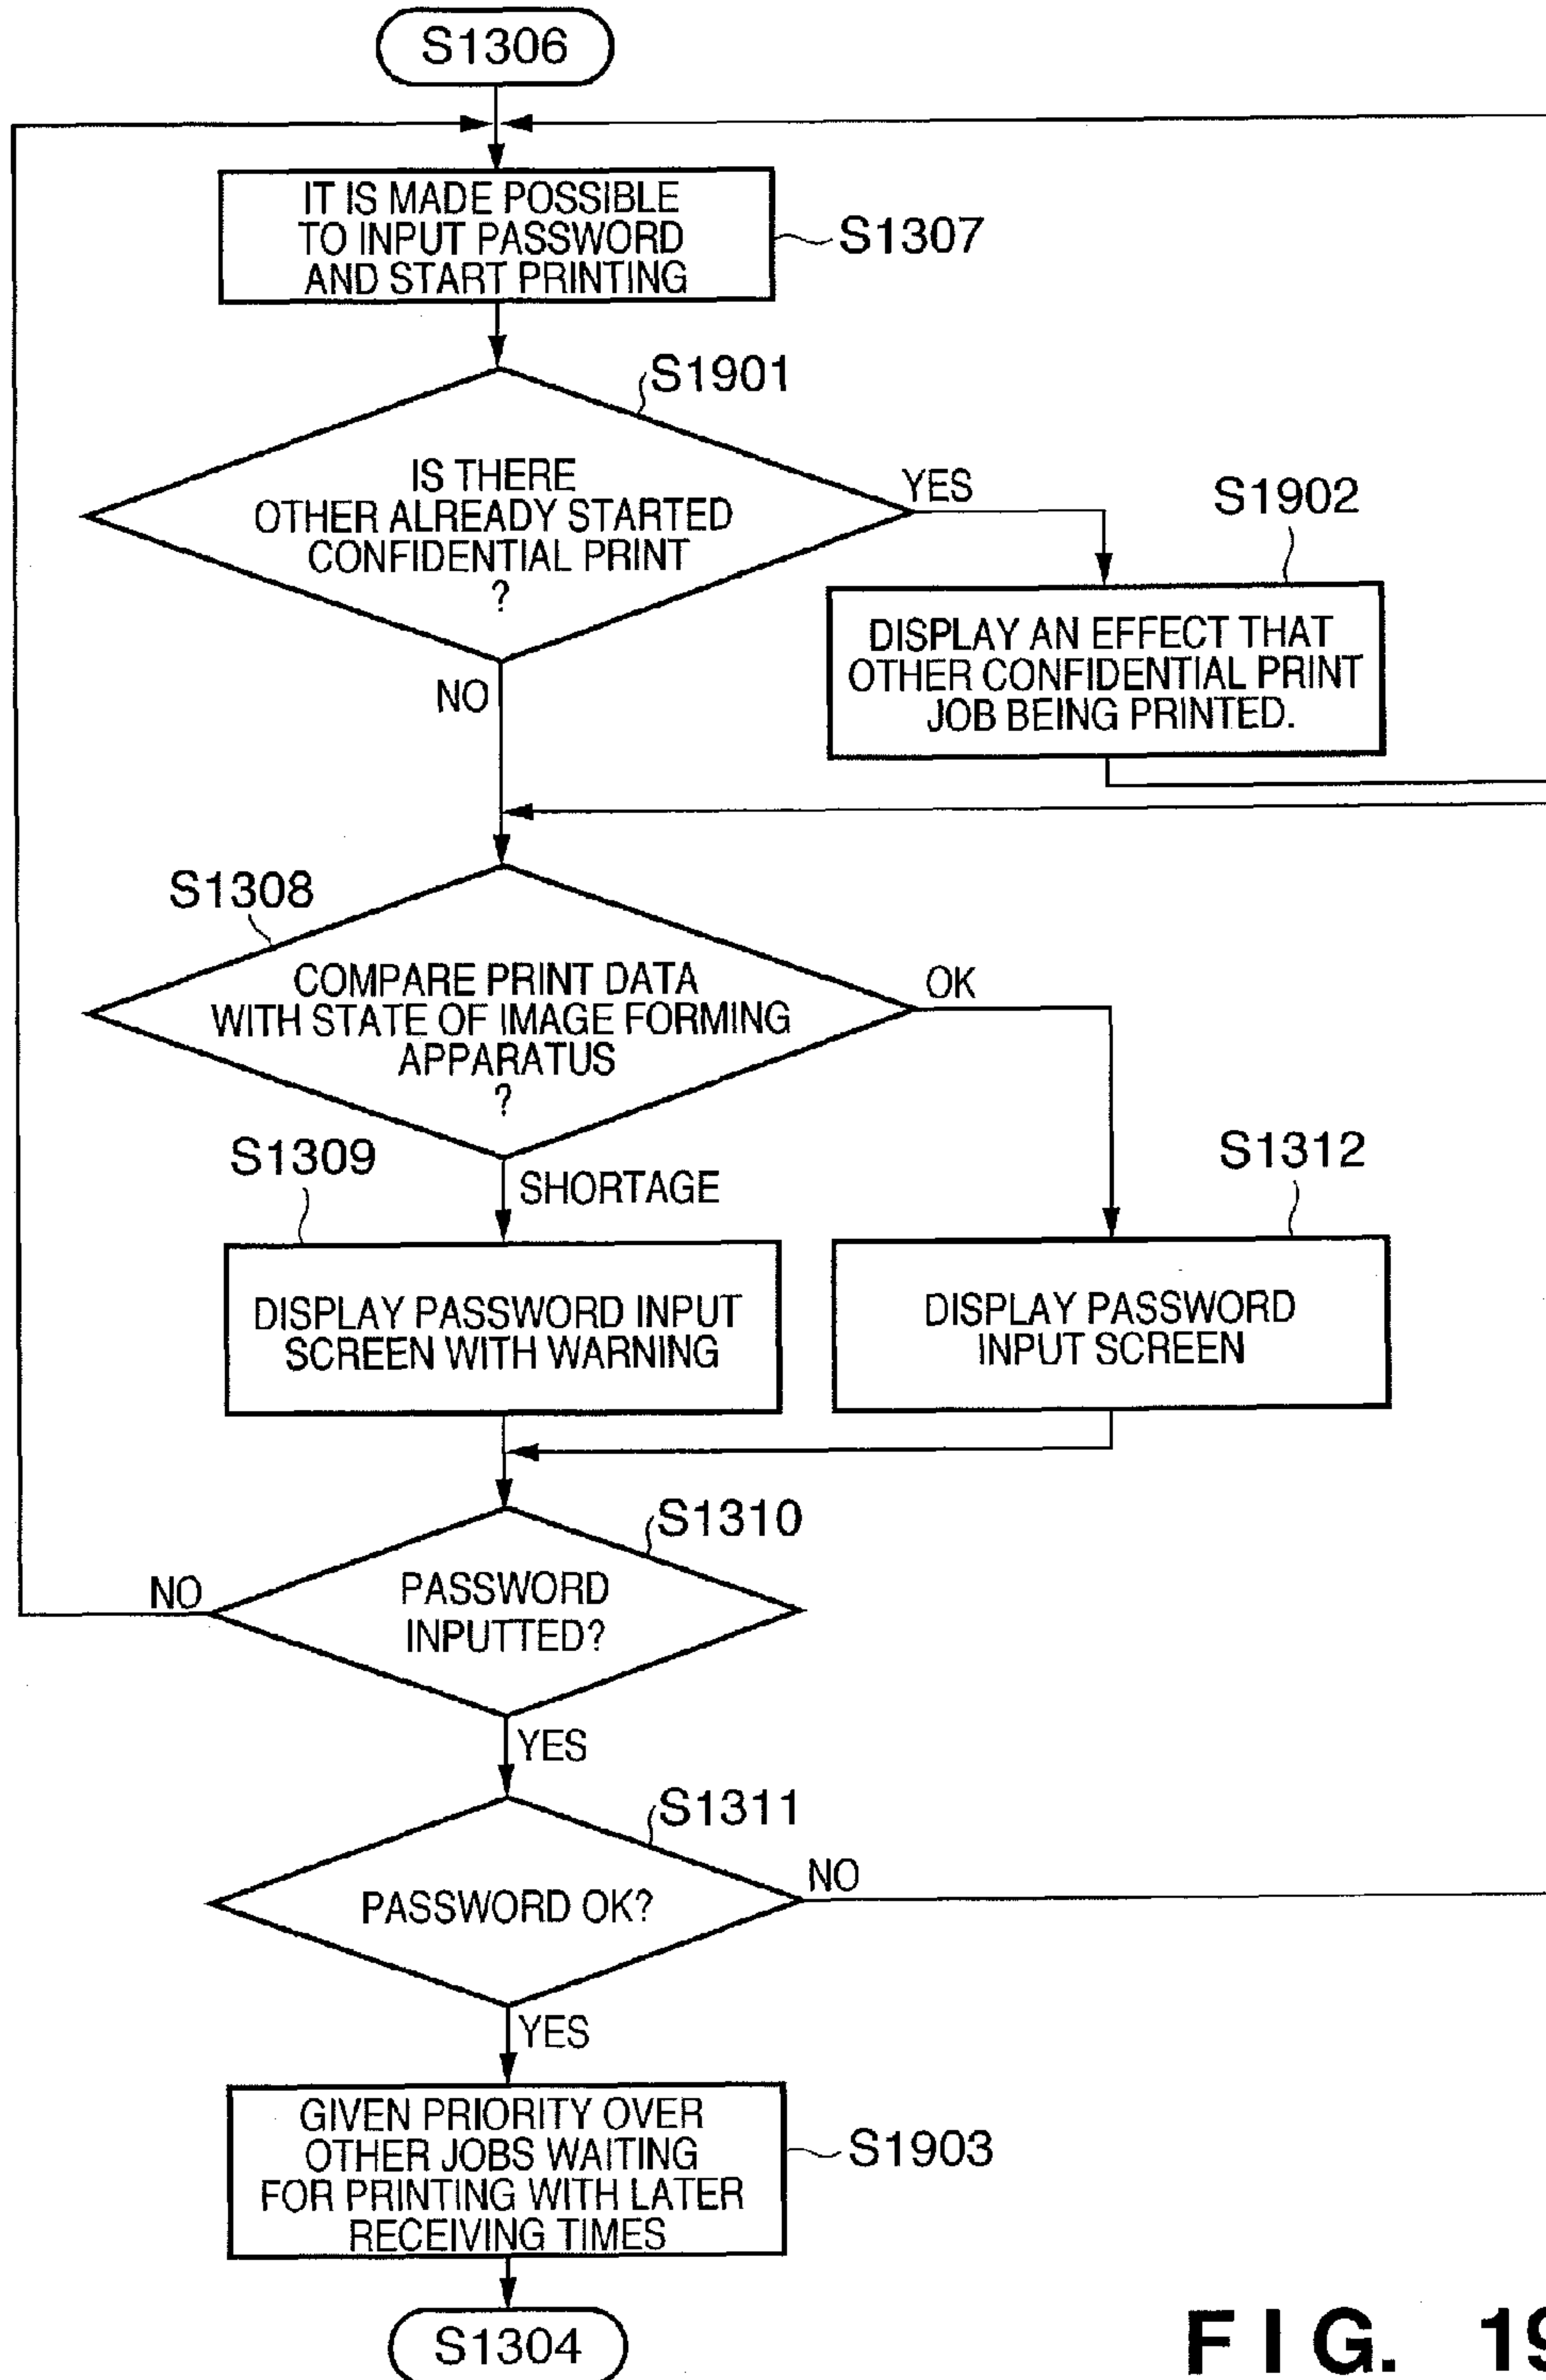 S1306
IT IS MADE POSSIBLE
TO INPUT PASSWORD
AND START PRINTING
S1307
S1901
IS THERE
OTHER ALREADY STARTED
CONFIDENTIAL PRINT
?
YES
NO
S1902
DISPLAY AN EFFECT THAT
OTHER CONFIDENTIAL PRINT
JOB BEING PRINTED.
S1308
COMPARE PRINT DATA
WITH STATE OF IMAGE FORMING
APPARATUS
?
OK
SHORTAGE
S1309
DISPLAY PASSWORD INPUT
SCREEN WITH WARNING
S1312
DISPLAY PASSWORD
INPUT SCREEN
S1310
PASSWORD
INPUTTED?
NO
YES
S1311
PASSWORD OK?
NO
YES
GIVEN PRIORITY OVER
OTHER JOBS WAITING
FOR PRINTING WITH LATER
RECEIVING TIMES
S1903
S1304
FIG. 19